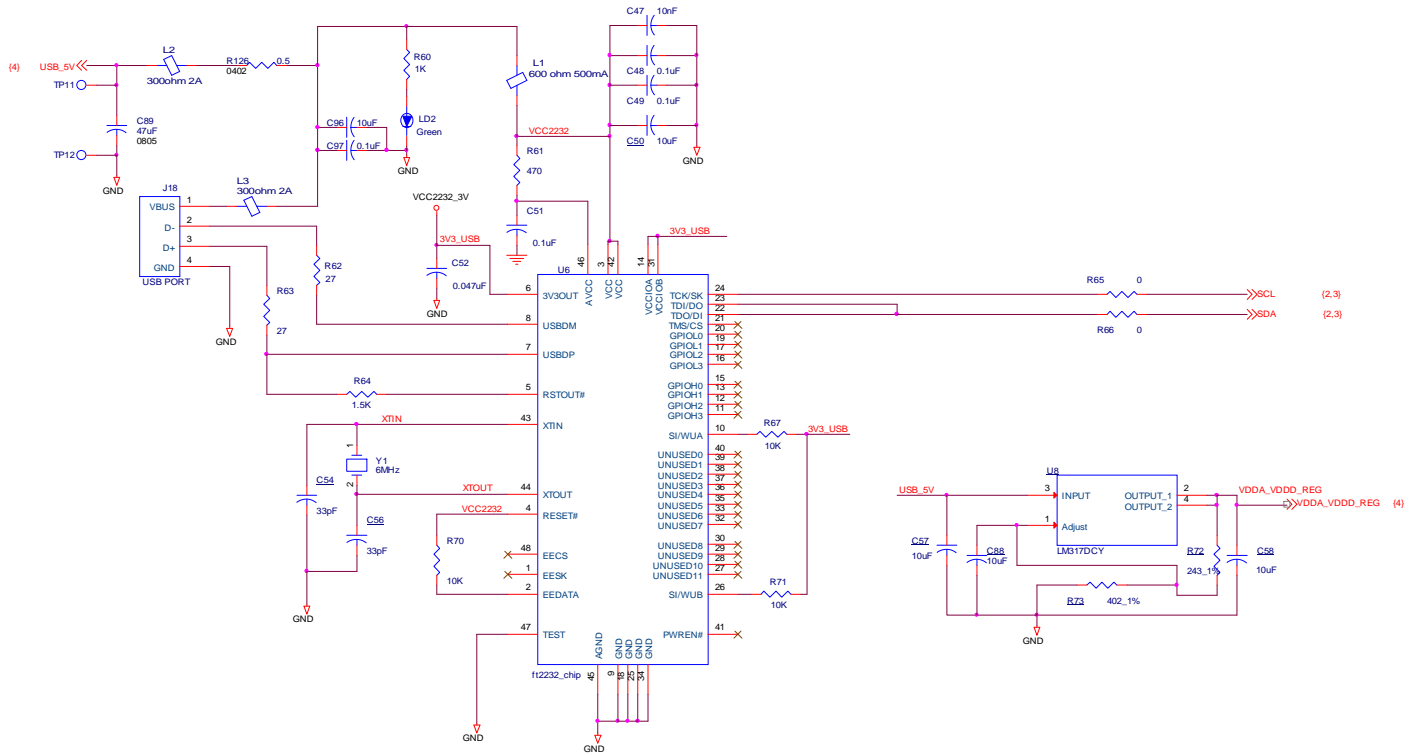 C47 10nF
C48 0.1uF
C49 0.1uF
C50 10uF
GND
{4} USB_5V
L2
300ohm 2A
R126 0.5
0402
R60
1K
L1
600 ohm 500mA
TP11
C89
47uF
0805
TP12
GND
C96 10uF
C97 0.1uF
LD2
Green
GND
VCC2232
R61
470
J18
L3
300ohm 2A
VBUS 1
D- 2
D+ 3
GND 4
USB PORT
VCC2232_3V
3V3_USB
C52
0.047uF
GND
C51
0.1uF
3V3_USB
R62
27
R63
27
GND
R64
1.5K
U6
46 AVCC
3 VCC
42 VCC
14 VCCIOA
31 VCCIOB
6 3V3OUT
8 USBDM
7 USBDP
5 RSTOUT#
43 XTIN
44 XTOUT
4 RESET#
48 EECS
1 EESK
2 EEDATA
47 TEST
TCK/SK 24
TDI/DO 23
TDO/DI 22
TMS/CS 21
GPIOL0 20
GPIOL1 19
GPIOL2 17
GPIOL3 16
GPIOH0 15
GPIOH1 13
GPIOH2 12
GPIOH3 11
SI/WUA 10
UNUSED0 40
UNUSED1 39
UNUSED2 38
UNUSED3 37
UNUSED4 36
UNUSED5 35
UNUSED6 33
UNUSED7 32
UNUSED8 30
UNUSED9 29
UNUSED10 28
UNUSED11 27
SI/WUB 26
PWREN# 41
AGND 45
GND 9
GND 18
GND 25
GND 34
ft2232_chip
GND
XTIN
1
Y1
6MHz
2
C54
33pF
XTOUT
C56
33pF
GND
VCC2232
R70
10K
GND
R65 0
SCL {2,3}
SDA {2,3}
R66 0
R67
10K
3V3_USB
R71
10K
U8
USB_5V
3 INPUT
1 Adjust
OUTPUT_1 2
OUTPUT_2 4
LM317DCY
VDDA_VDDD_REG
VDDA_VDDD_REG {4}
C57
10uF
C88
10uF
R72
243_1%
C58
10uF
R73 402_1%
GND